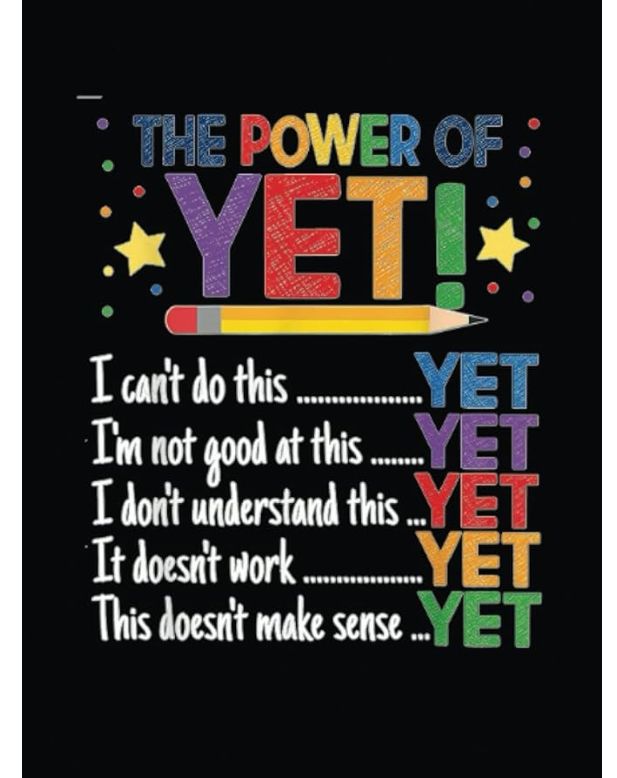 THE POWER OF
YET!
I can't do this ..................YET
I'm not good at this ........YET
I don't understand this ...YET
It doesn't work ..................YET
This doesn't make sense ...YET